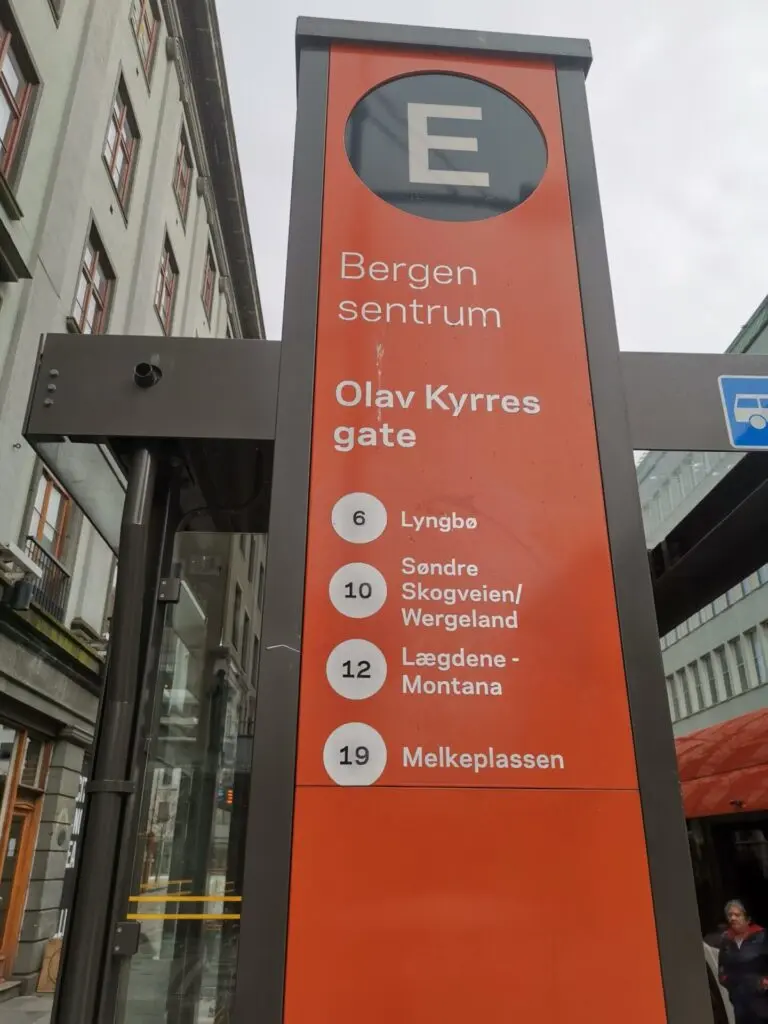 E
Bergen
sentrum
Olav Kyrres
gate
6 Lyngbø
10 Søndre
Skogveien/
Wergeland
12 Lægdene -
Montana
19 Melkeplassen